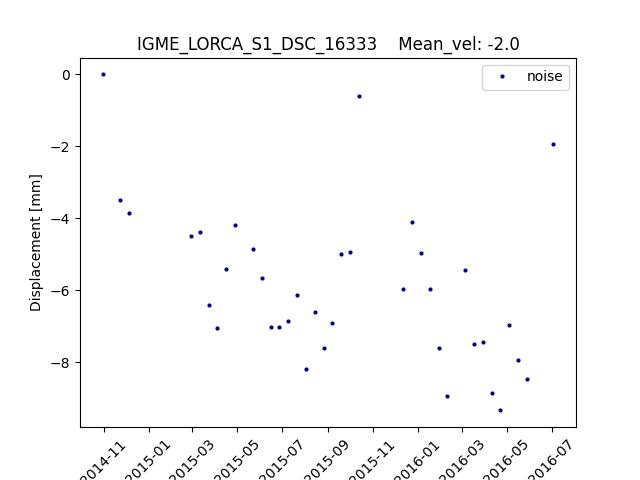 IGME_LORCA_S1_DSC_16333    Mean_vel: -2.0
noise
Displacement [mm]
0
−2
−4
−6
−8
2014-11 2015-01 2015-03 2015-05 2015-07 2015-09 2015-11 2016-01 2016-03 2016-05 2016-07